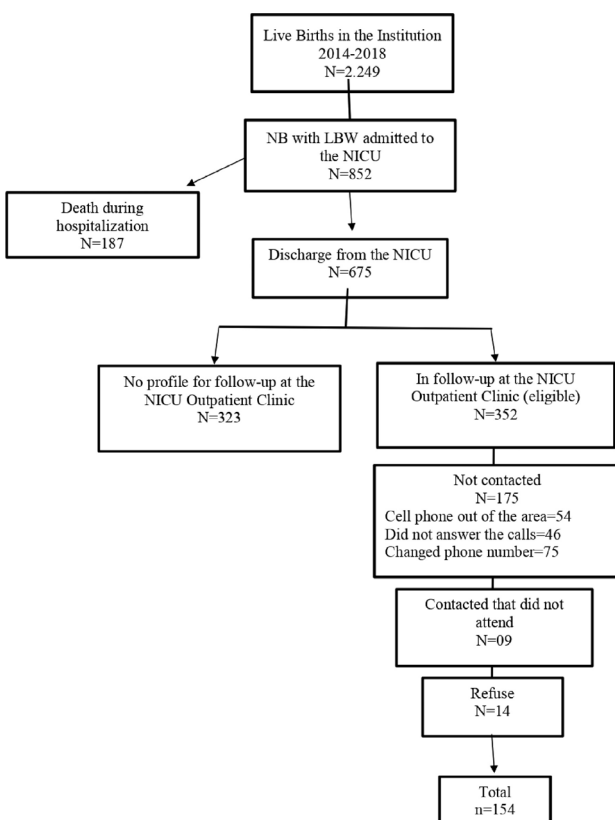 Live Births in the Institution
2014-2018
N=2.249
NB with LBW admitted to
the NICU
N=852
Death during
hospitalization
N=187
Discharge from the NICU
N=675
No profile for follow-up at the
NICU Outpatient Clinic
N=323
In follow-up at the NICU
Outpatient Clinic (eligible)
N=352
Not contacted
N=175
Cell phone out of the area=54
Did not answer the calls=46
Changed phone number=75
Contacted that did not
attend
N=09
Refuse
N=14
Total
n=154